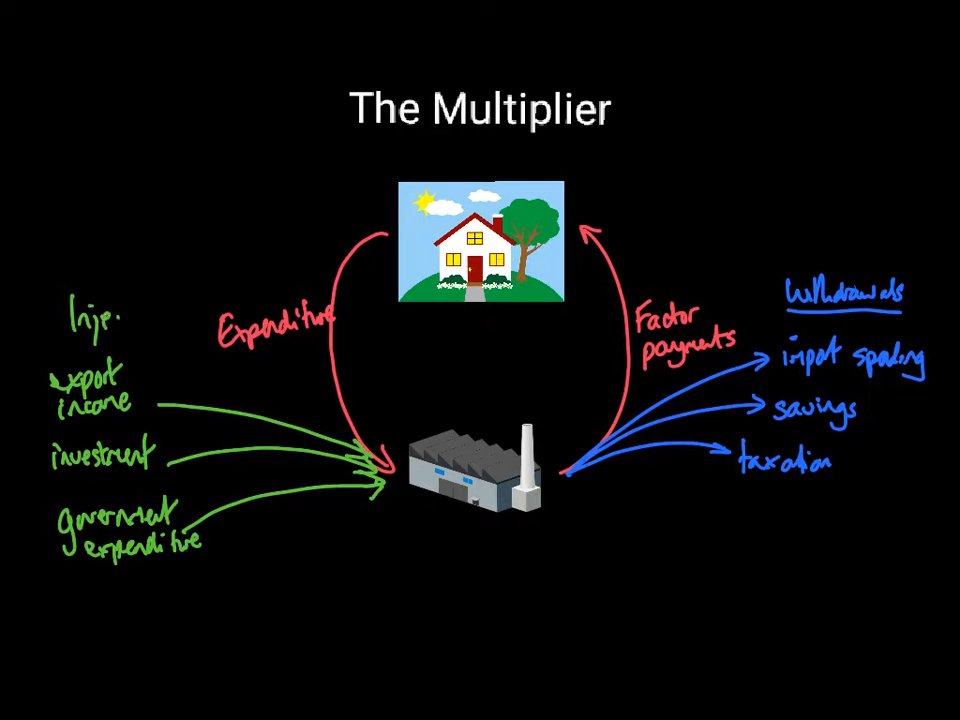 The Multiplier
Inje.
export
income
investment
government
expenditure
Expenditure
Factor
payments
withdrawals
import spending
savings
taxation